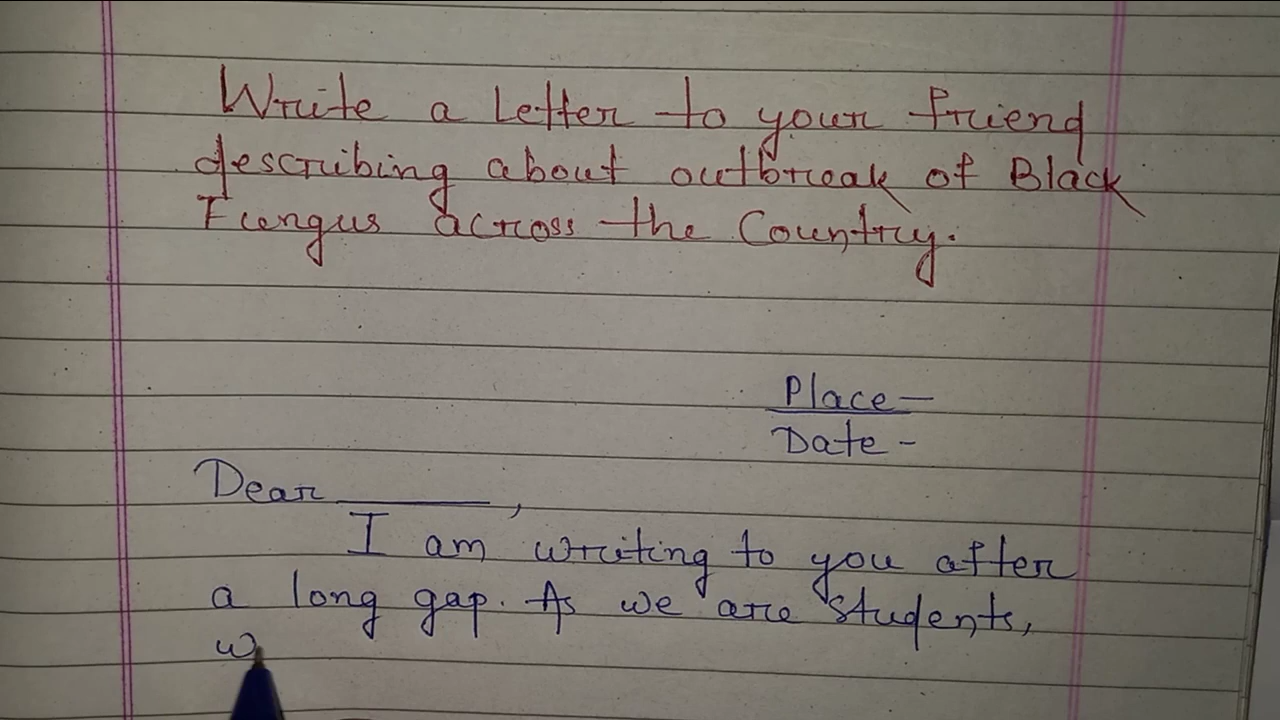 Write a Letter to your friend
describing about outbreak of Black
Fungus across the Country.
Place-
Date-
Dear ________,
I am writing to you after
a long gap. As we are students,
w